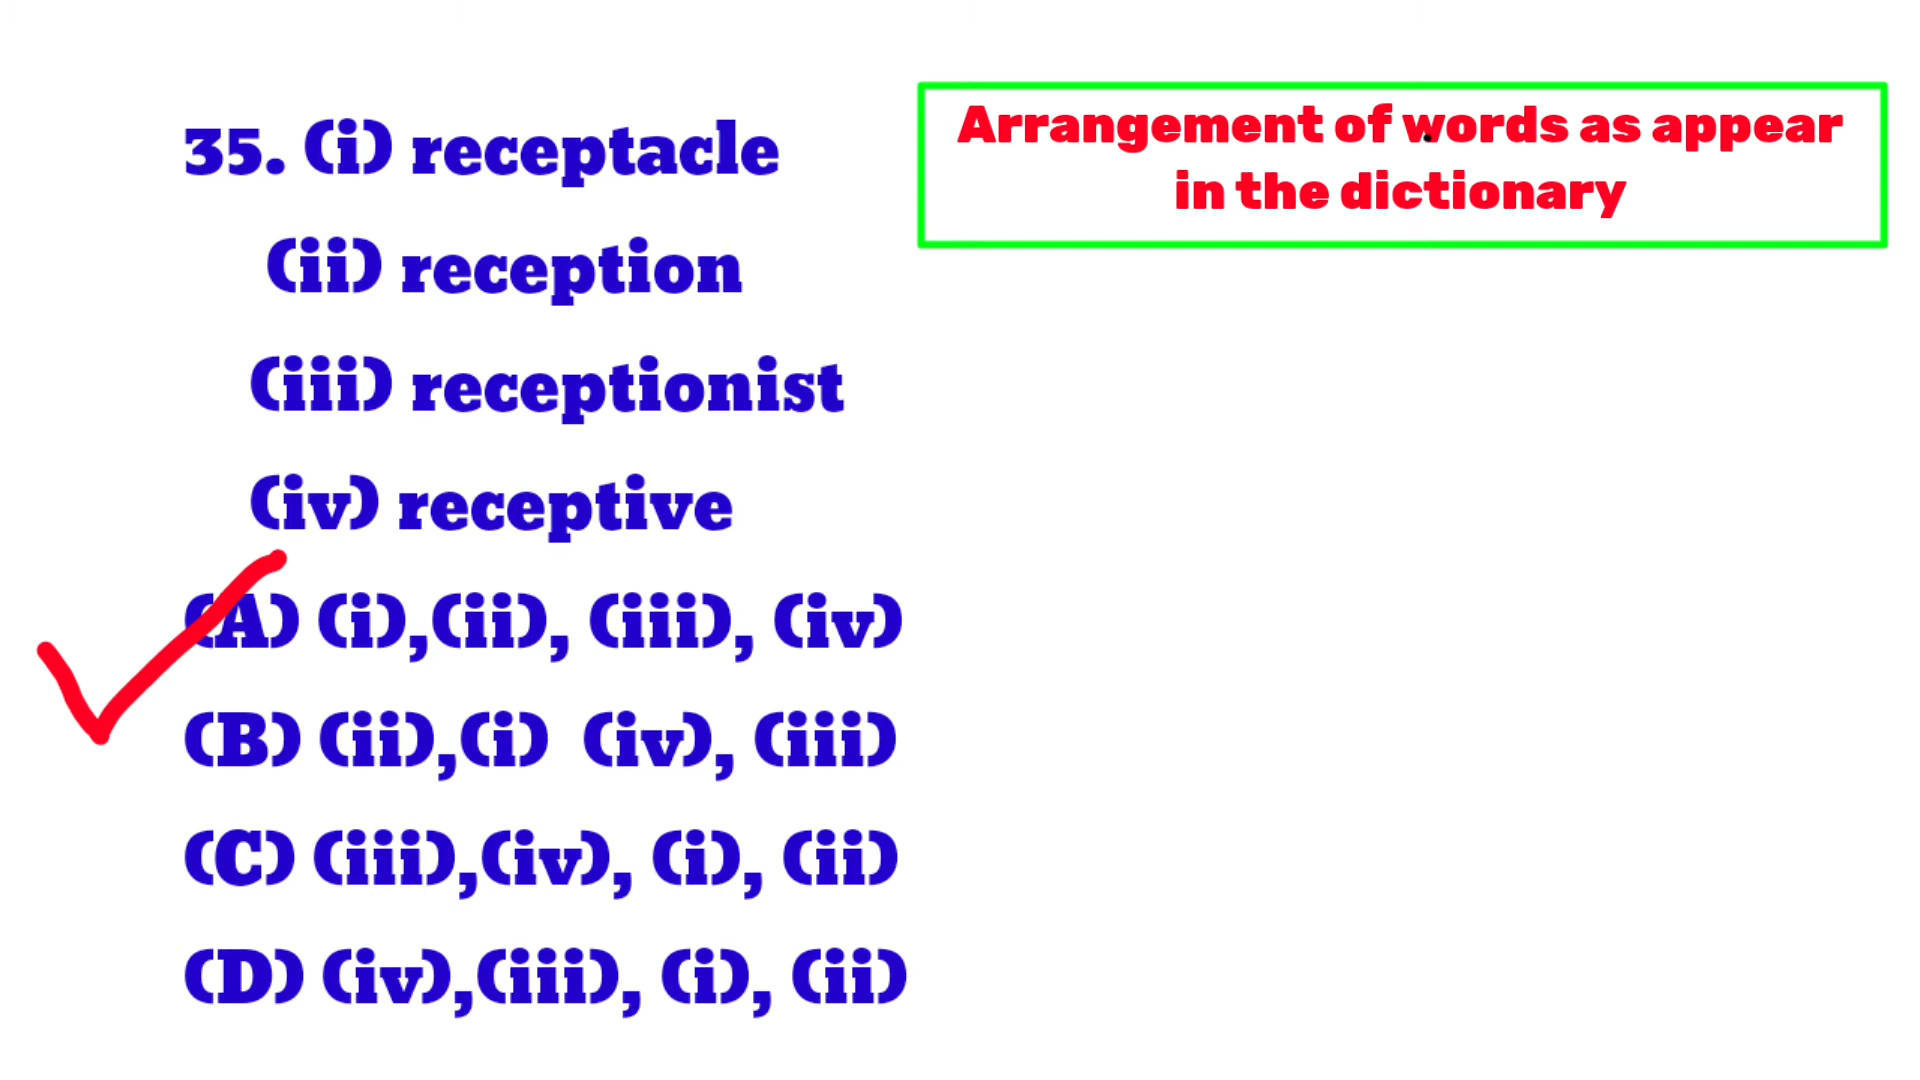 35. (i) receptacle
Arrangement of words as appear
in the dictionary
(ii) reception
(iii) receptionist
(iv) receptive
(A) (i),(ii), (iii), (iv)
(B) (ii),(i) (iv), (iii)
(C) (iii),(iv), (i), (ii)
(D) (iv),(iii), (i), (ii)